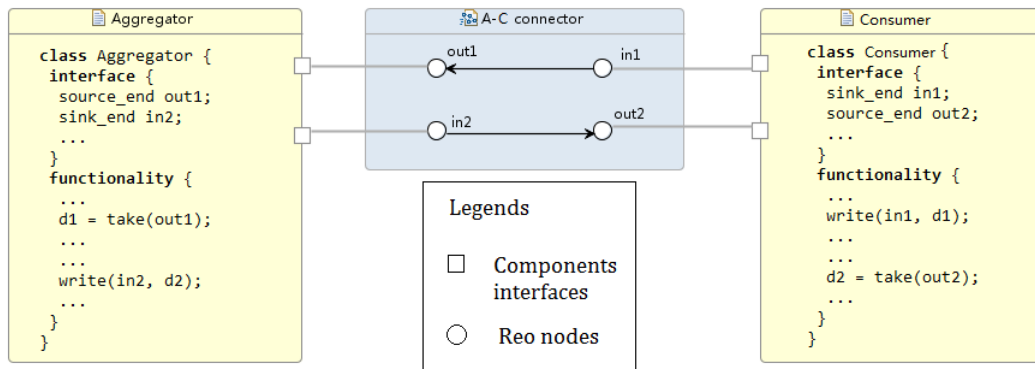 Aggregator
class Aggregator {
interface {
source_end out1;
sink_end in2;
...
}
functionality {
...
d1 = take(out1);
...
...
write(in2, d2);
...
}
}
A-C connector
out1
in1
in2
out2
Legends
Components
interfaces
Reo nodes
Consumer
class Consumer {
interface {
sink_end in1;
source_end out2;
...
}
functionality {
...
write(in1, d1);
...
...
d2 = take(out2);
...
}
}